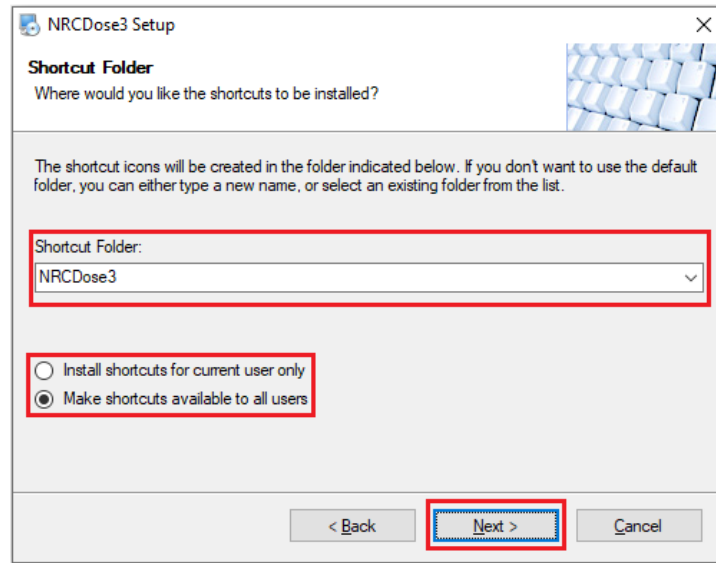 NRCDose3 Setup
Shortcut Folder
Where would you like the shortcuts to be installed?
The shortcut icons will be created in the folder indicated below. If you don't want to use the default
folder, you can either type a new name, or select an existing folder from the list.
Shortcut Folder:
NRCDose3
Install shortcuts for current user only
Make shortcuts available to all users
< Back
Next >
Cancel